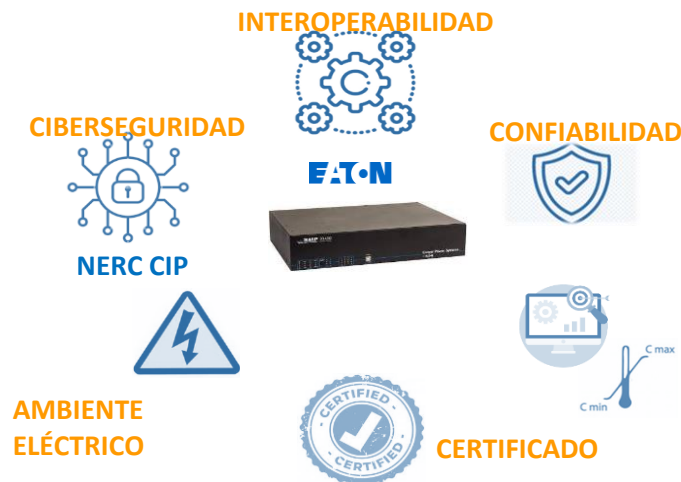 INTEROPERABILIDAD
CIBERSEGURIDAD
CONFIABILIDAD
EATON
NERC CIP
C max
C min
AMBIENTE
ELÉCTRICO
CERTIFIED
CERTIFIED
CERTIFICADO